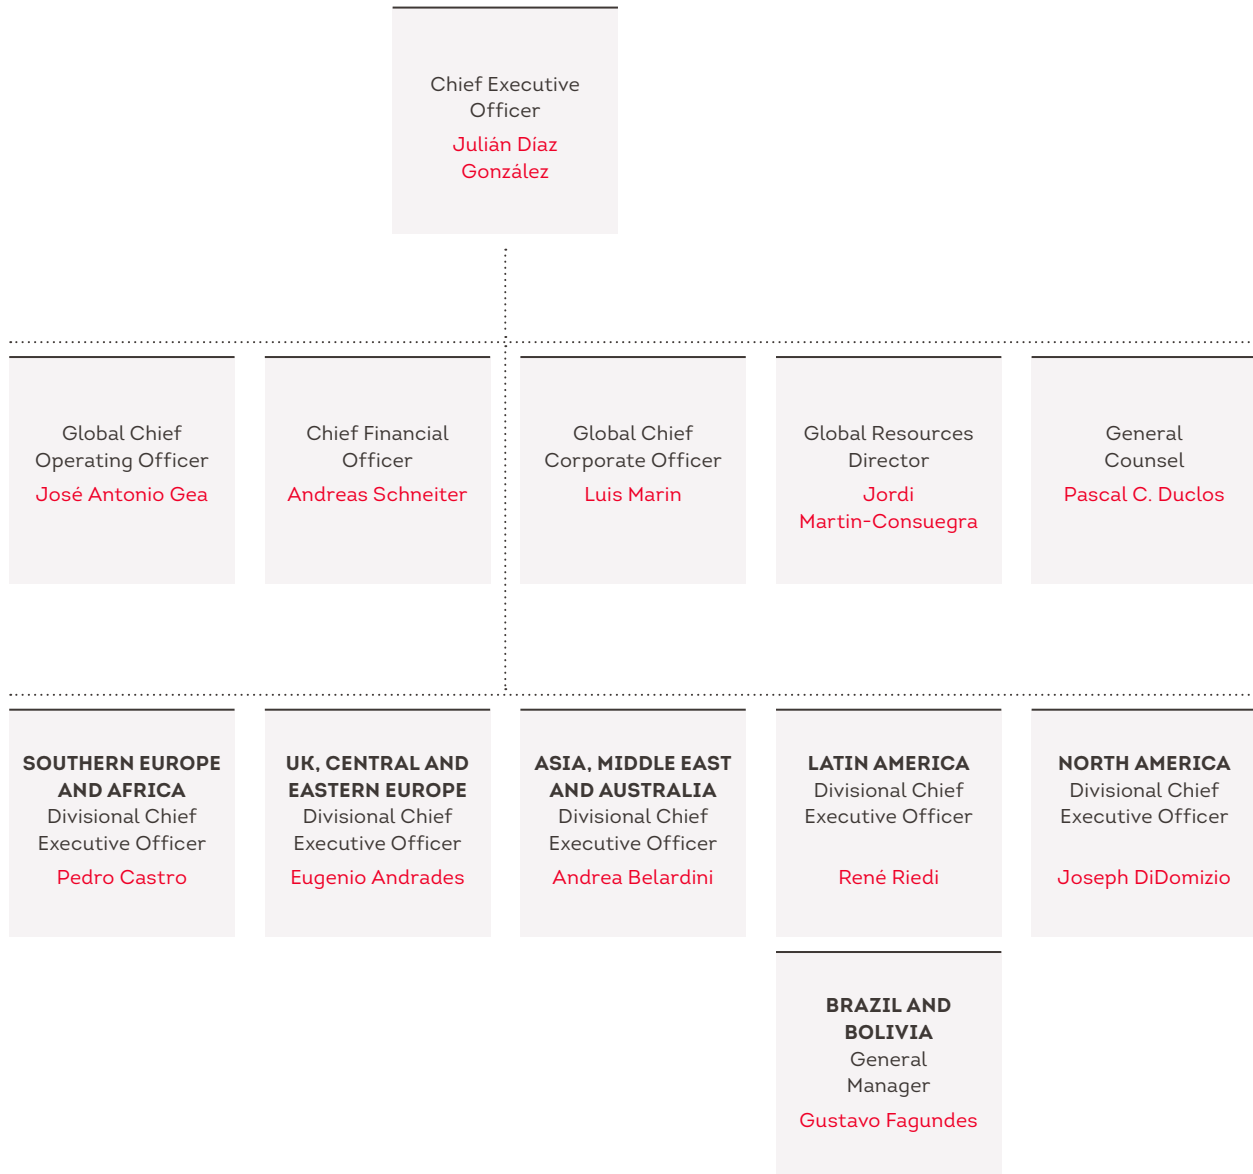 Chief Executive
Officer
Julián Díaz
González
Global Chief
Operating Officer
José Antonio Gea
Chief Financial
Officer
Andreas Schneiter
Global Chief
Corporate Officer
Luis Marin
Global Resources
Director
Jordi
Martin-Consuegra
General
Counsel
Pascal C. Duclos
SOUTHERN EUROPE
AND AFRICA
Divisional Chief
Executive Officer
Pedro Castro
UK, CENTRAL AND
EASTERN EUROPE
Divisional Chief
Executive Officer
Eugenio Andrades
ASIA, MIDDLE EAST
AND AUSTRALIA
Divisional Chief
Executive Officer
Andrea Belardini
LATIN AMERICA
Divisional Chief
Executive Officer
René Riedi
NORTH AMERICA
Divisional Chief
Executive Officer
Joseph DiDomizio
BRAZIL AND
BOLIVIA
General
Manager
Gustavo Fagundes